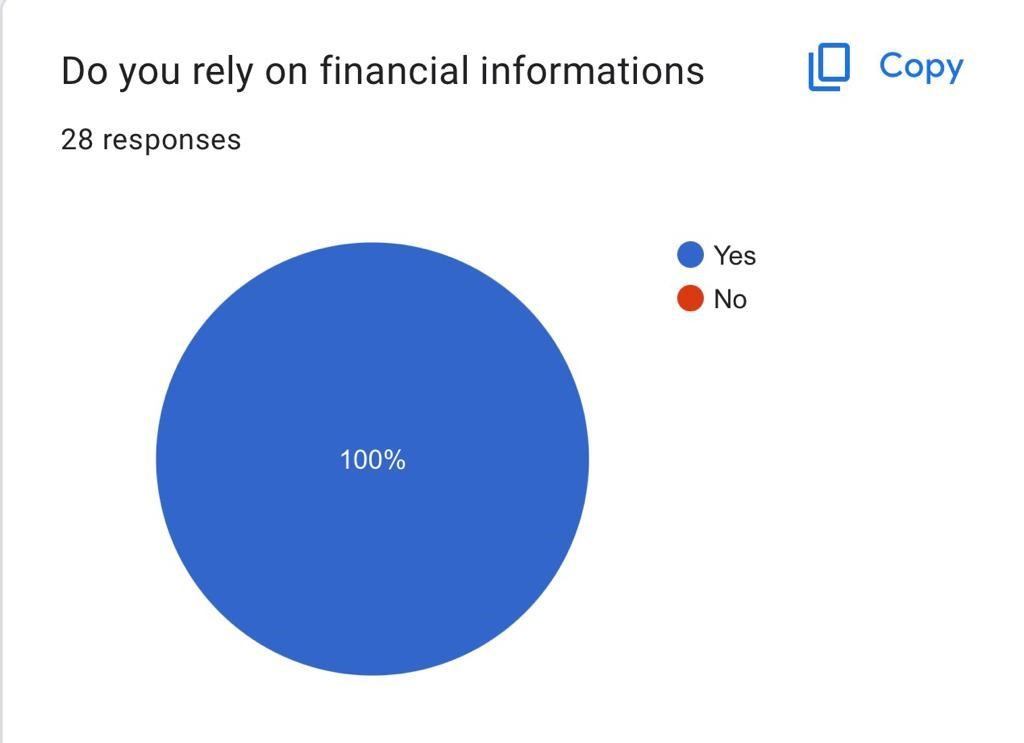 Do you rely on financial informations
Copy
28 responses
Yes
No
100%